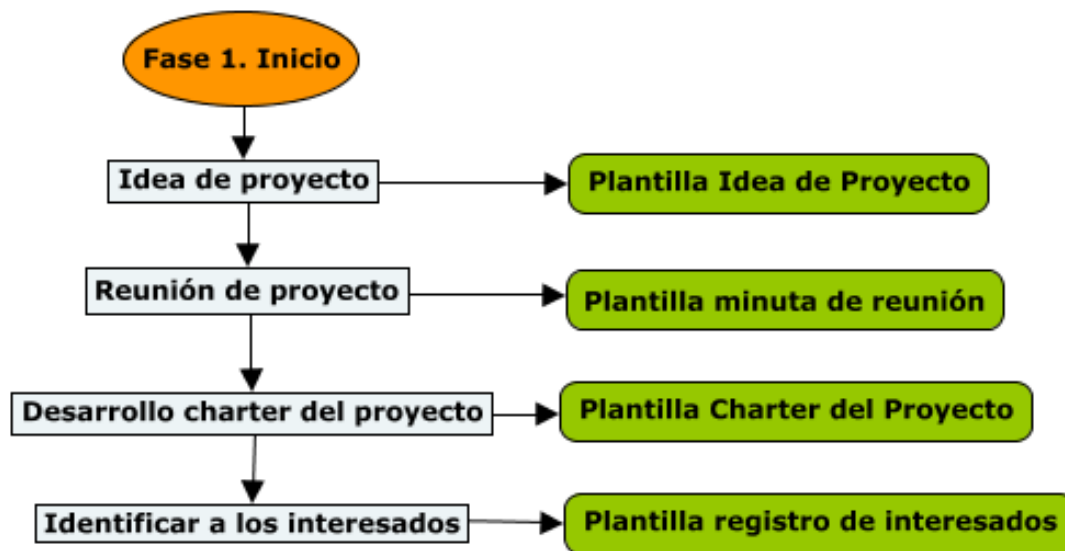 Fase 1. Inicio
Idea de proyecto
Plantilla Idea de Proyecto
Reunión de proyecto
Plantilla minuta de reunión
Desarrollo charter del proyecto
Plantilla Charter del Proyecto
Identificar a los interesados
Plantilla registro de interesados